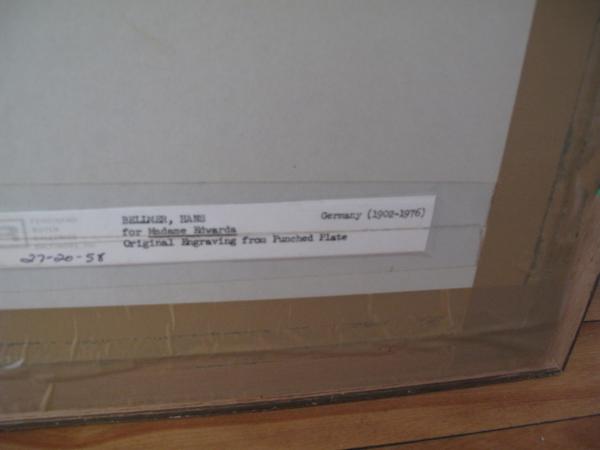 BELLMER, HANS Germany (1902-1976)
for Madame Edwarda
Original Engraving from Punched Plate
27-20-58